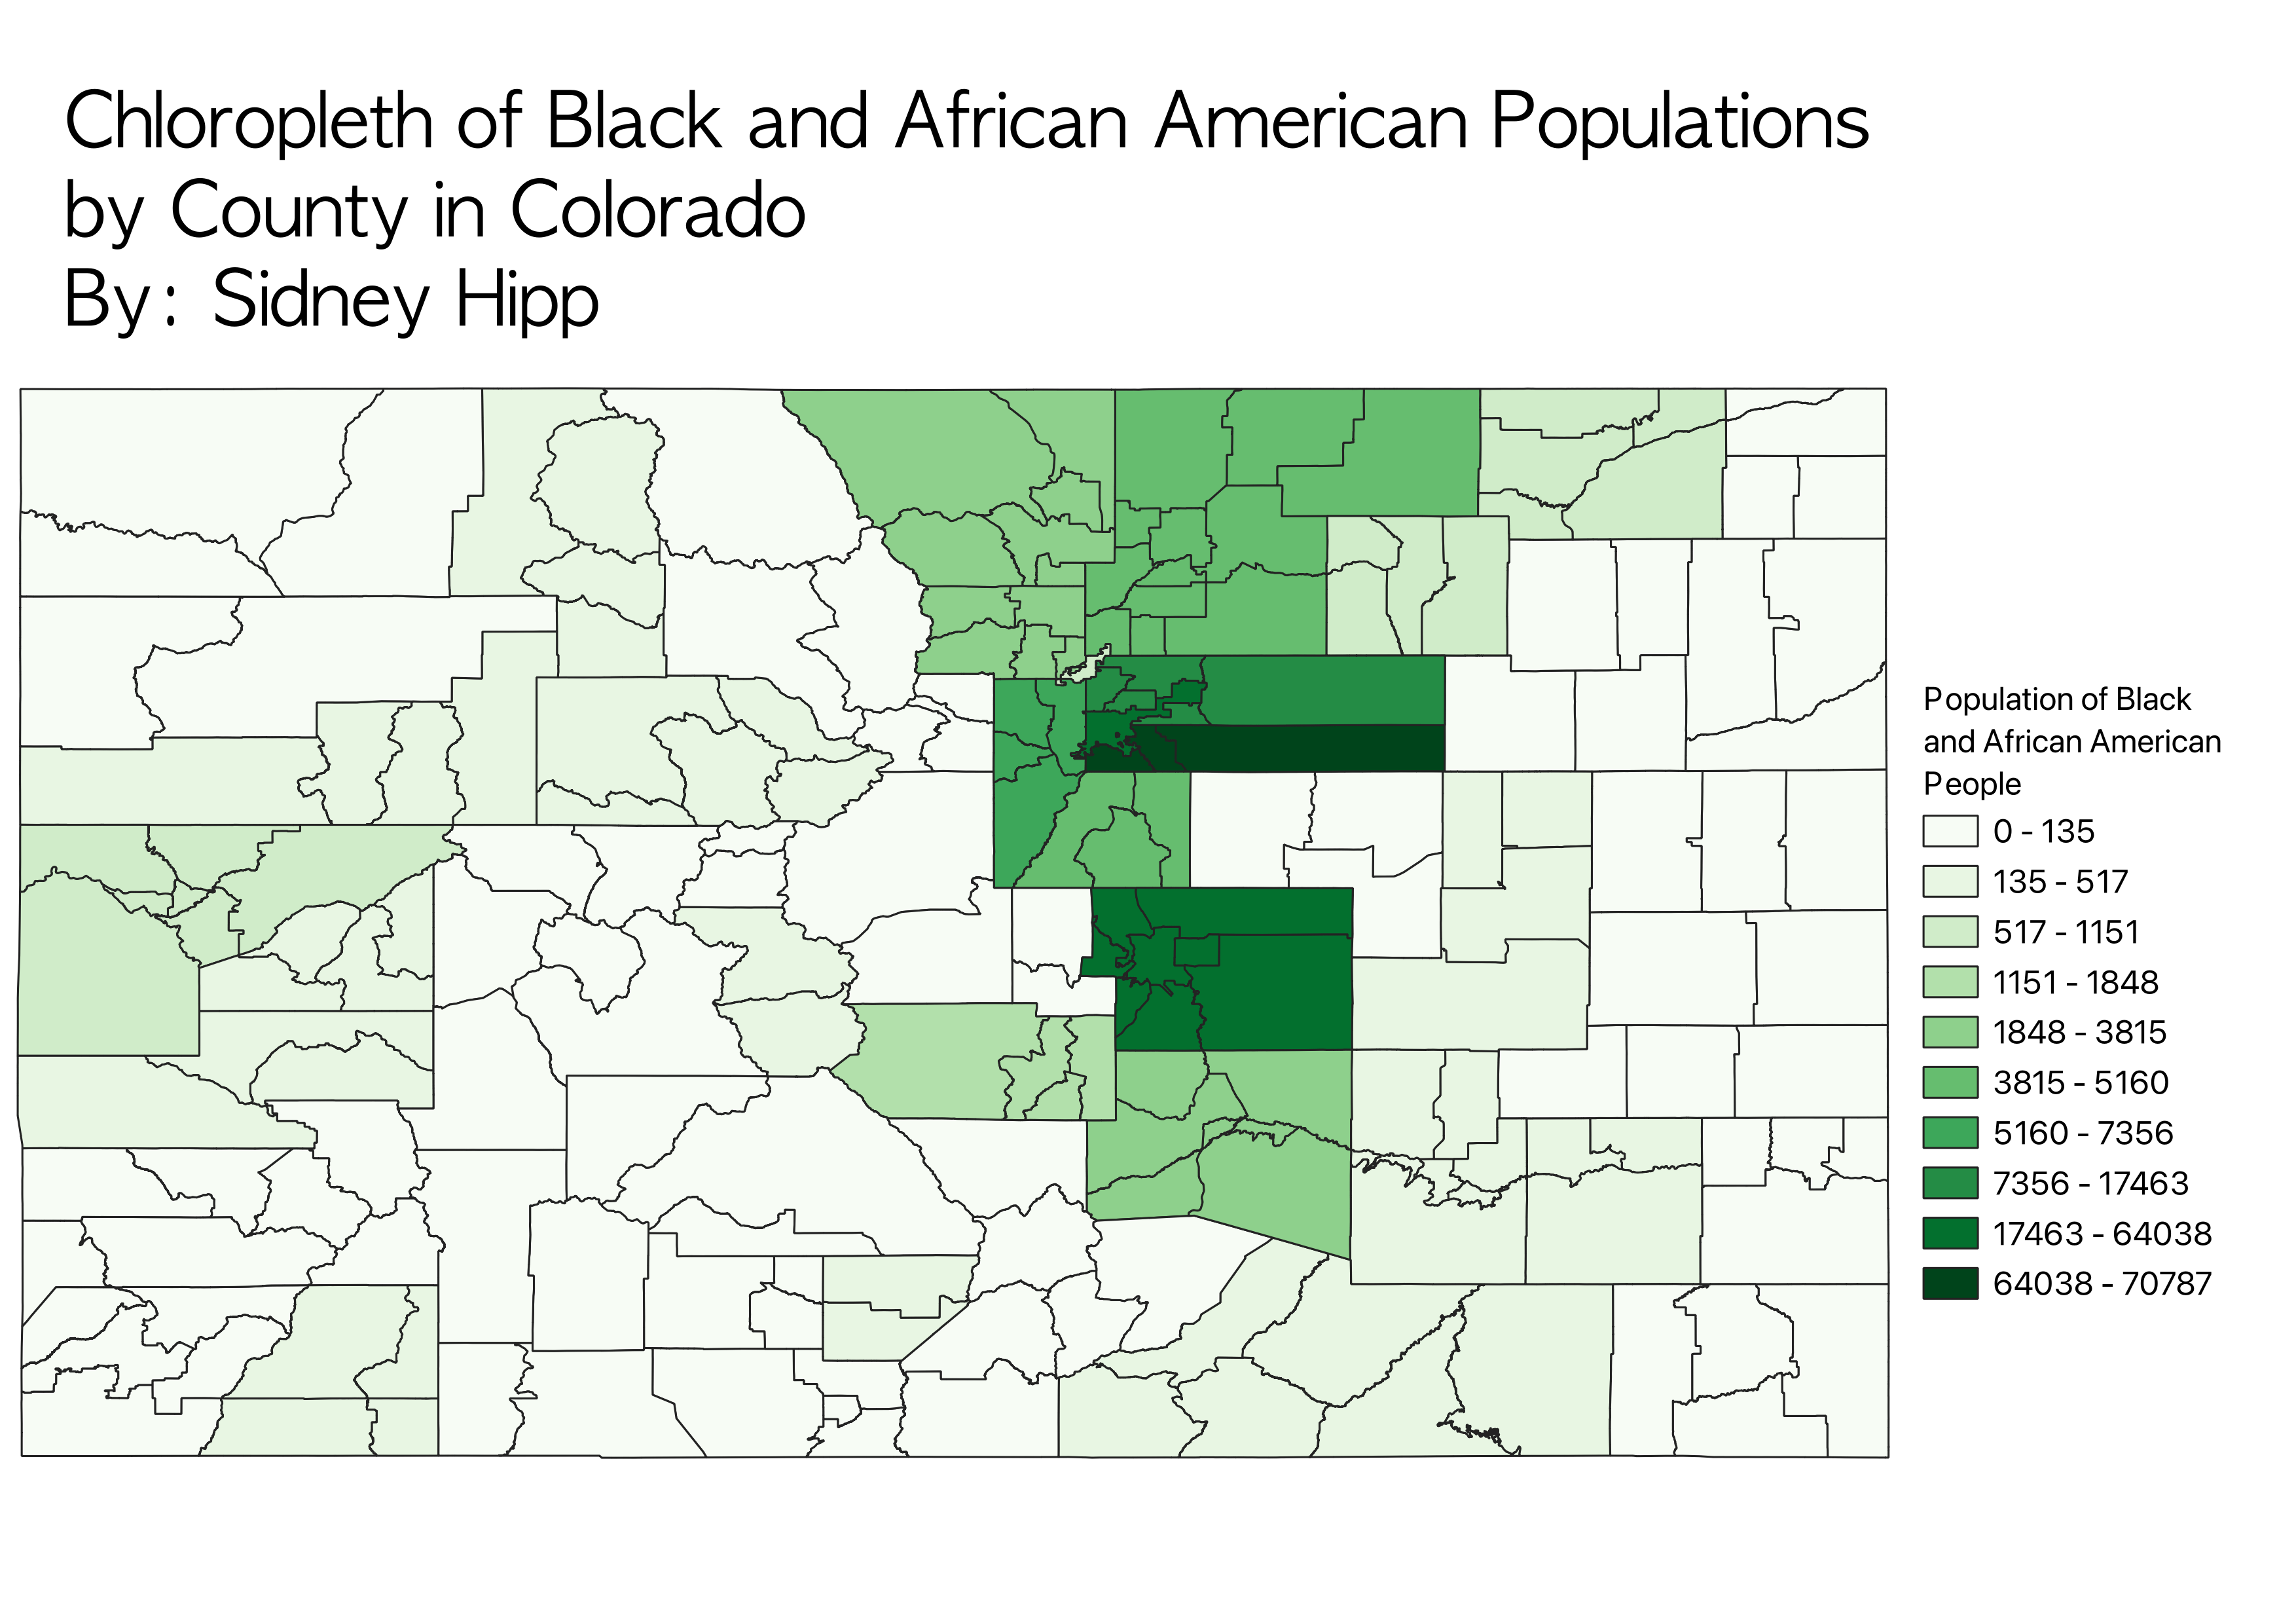 Chloropleth of Black and African American Populations
by County in Colorado
By: Sidney Hipp
Population of Black
and African American
People
0 - 135
135 - 517
517 - 1151
1151 - 1848
1848 - 3815
3815 - 5160
5160 - 7356
7356 - 17463
17463 - 64038
64038 - 70787